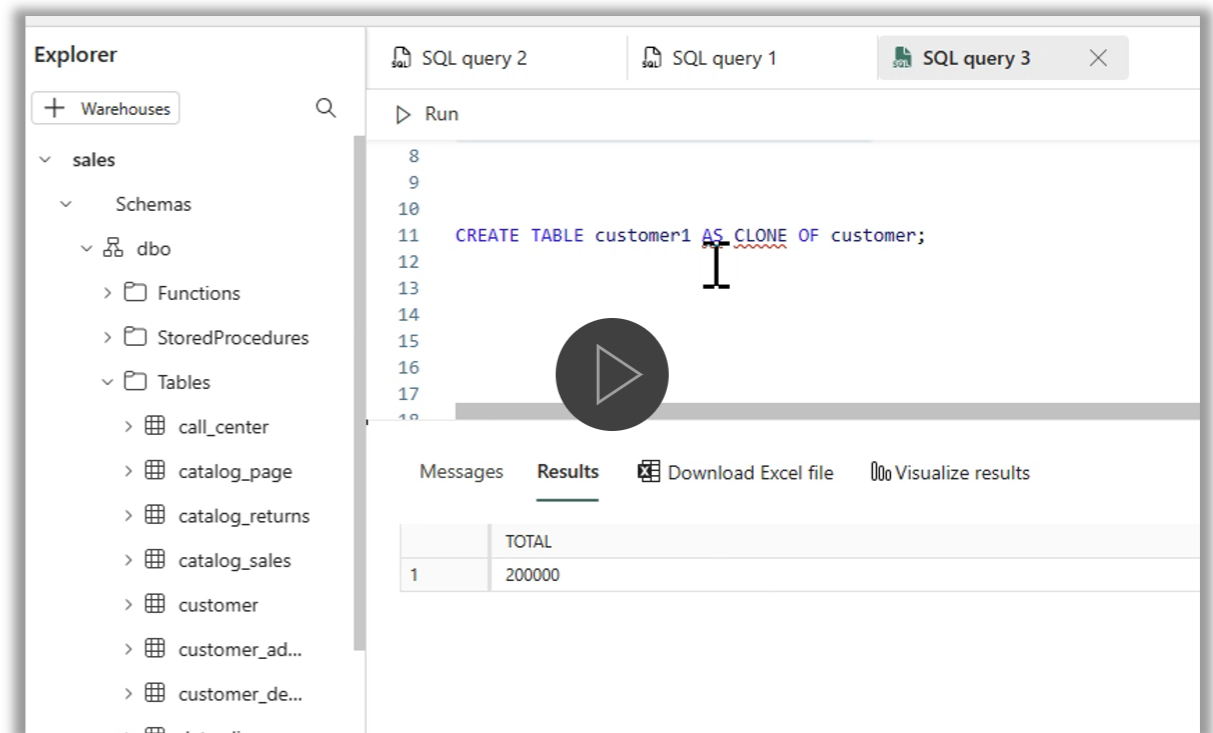 Explorer
Warehouses
sales
Schemas
dbo
Functions
StoredProcedures
Tables
call_center
catalog_page
catalog_returns
catalog_sales
customer
customer_ad...
customer_de...
SQL query 2
SQL query 1
SQL query 3
Run
8
9
10
11 CREATE TABLE customer1 AS CLONE OF customer;
12
13
14
15
16
17
18
Messages Results Download Excel file Visualize results
TOTAL
1 200000